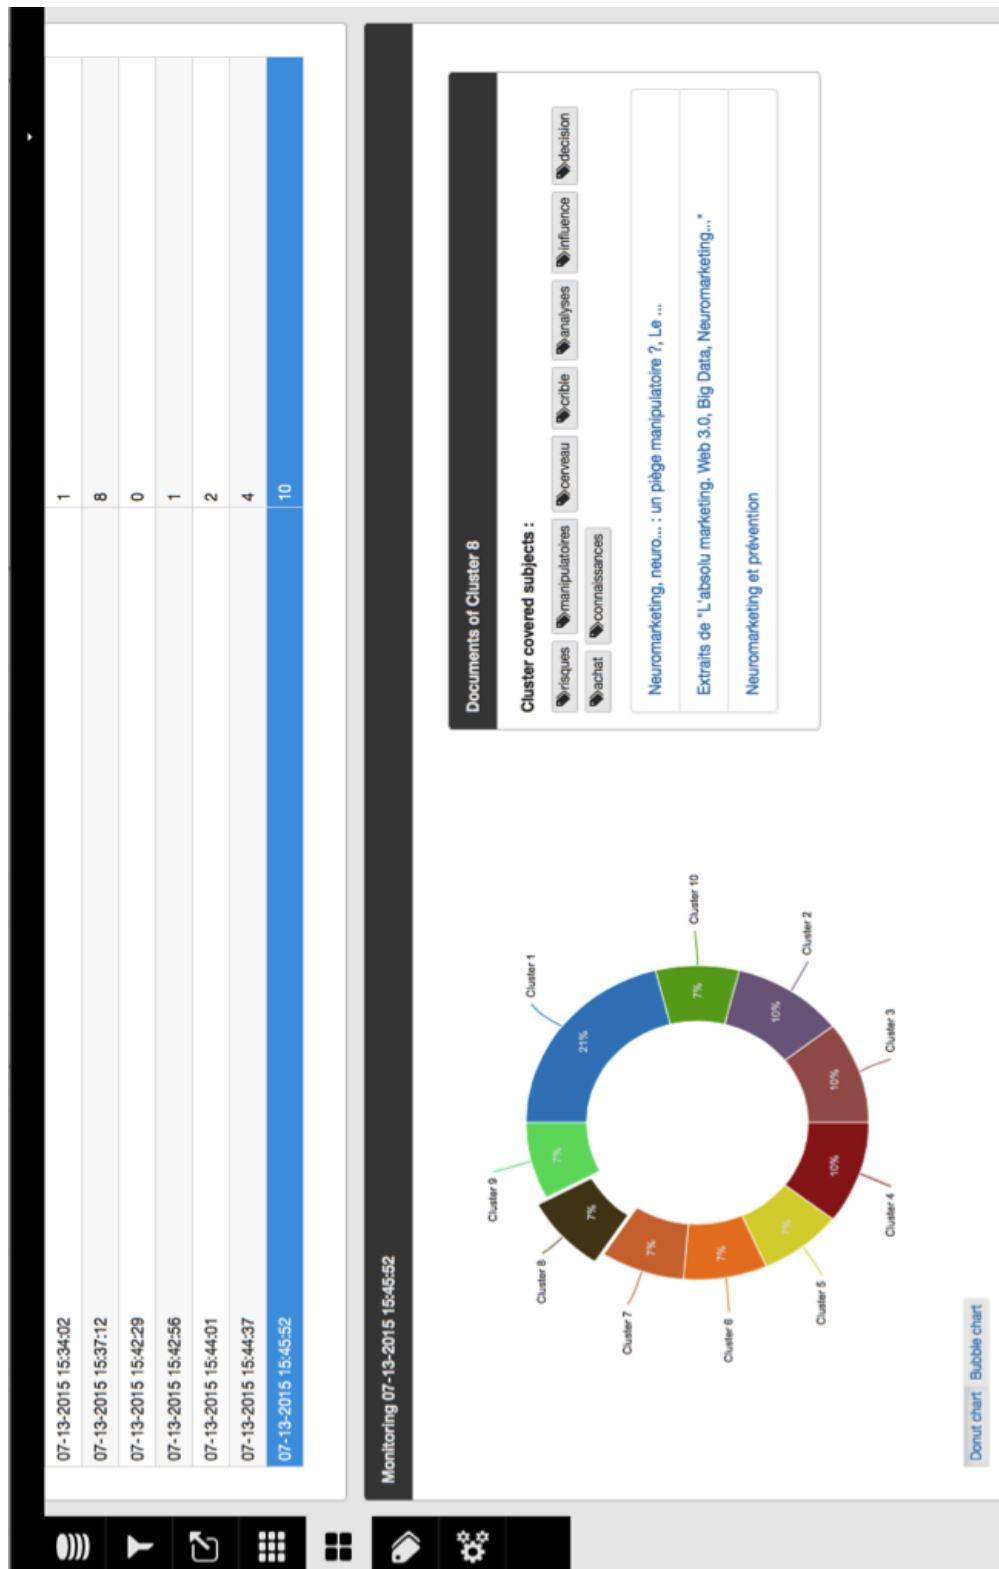 07-13-2015 15:34:02 1
07-13-2015 15:37:12 8
07-13-2015 15:42:29 0
07-13-2015 15:42:56 1
07-13-2015 15:44:01 2
07-13-2015 15:44:37 4
07-13-2015 15:45:52 10
Monitoring 07-13-2015 15:45:52
Cluster 1
21%
Cluster 10
7%
Cluster 2
10%
Cluster 3
10%
Cluster 4
10%
Cluster 5
7%
Cluster 6
7%
Cluster 7
7%
Cluster 8
7%
Cluster 9
7%
Donut chart Bubble chart
Documents of Cluster 8
Cluster covered subjects :
risques manipulatoires cerveau crible analyses influence decision
achat connaissances
Neuromarketing, neuro... : un piège manipulatoire ?, Le ...
Extraits de "L'absolu marketing. Web 3.0, Big Data, Neuromarketing..."
Neuromarketing et prévention